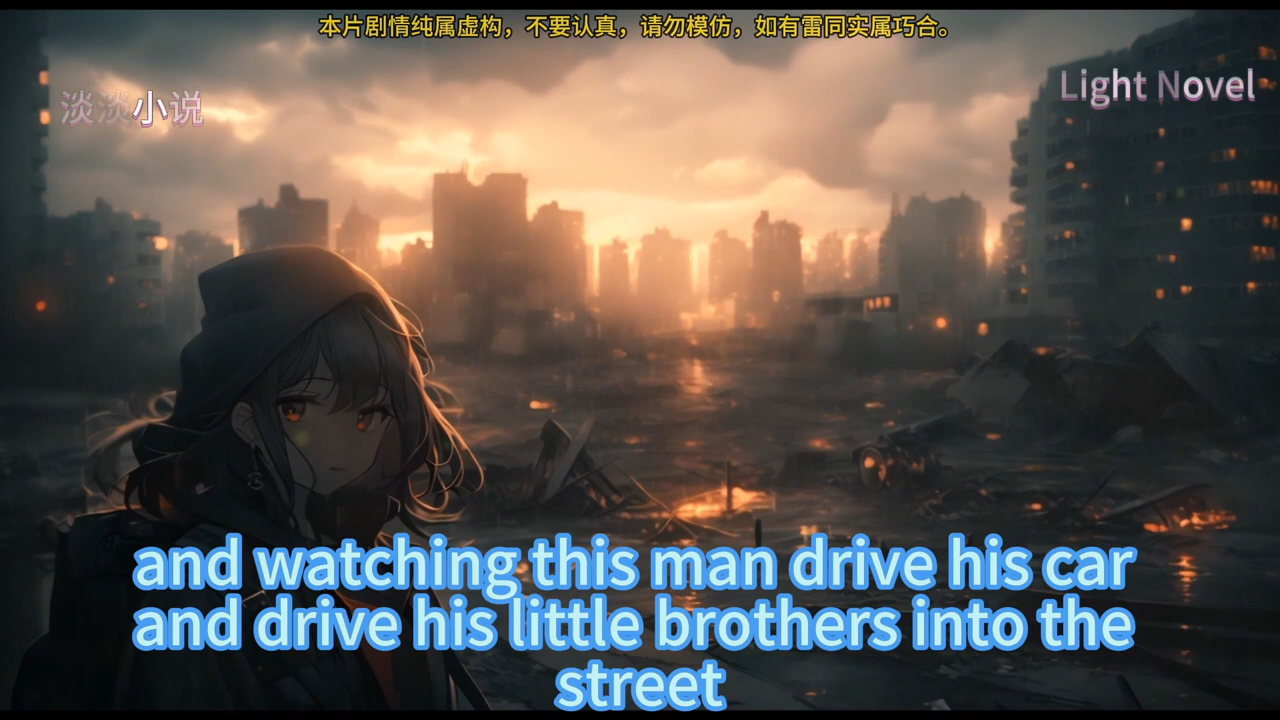 本片剧情纯属虚构，不要认真，请勿模仿，如有雷同实属巧合。
淡淡小说
Light Novel
and watching this man drive his car
and drive his little brothers into the
street